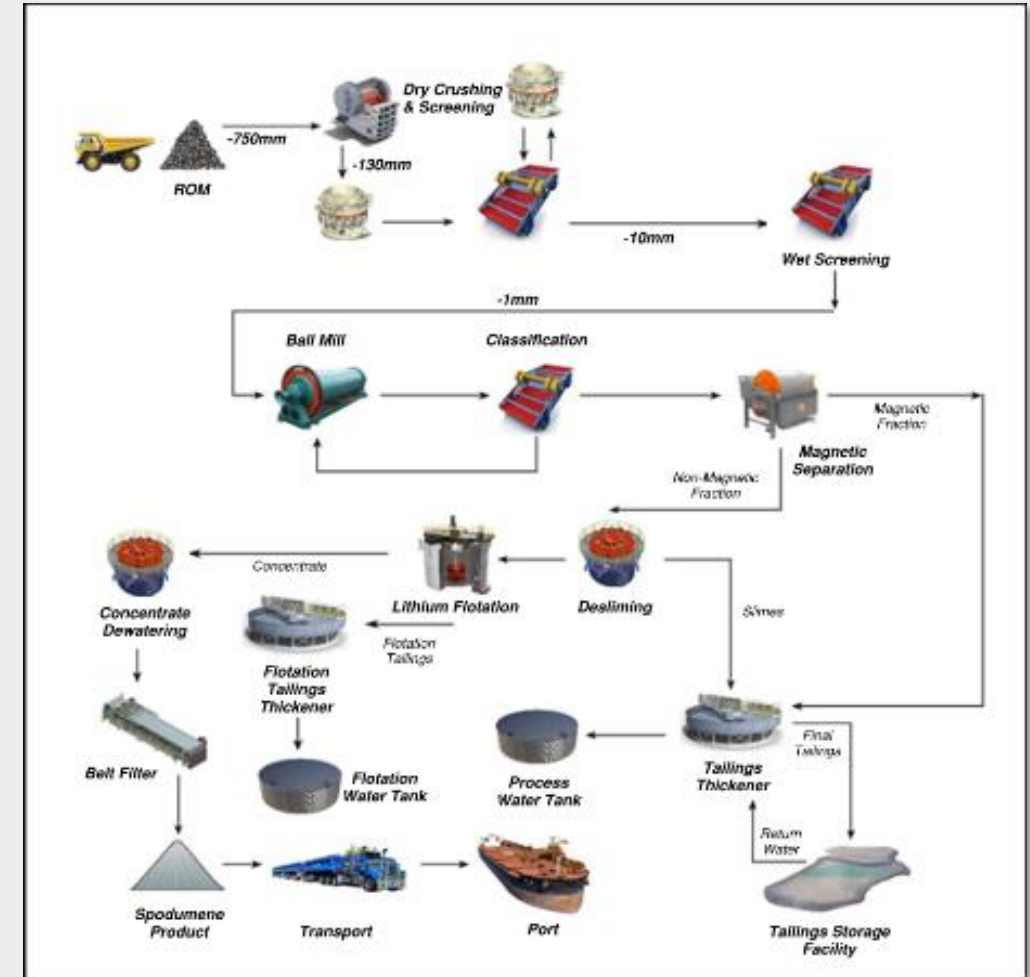 Dry Crushing
& Screening
-750mm
-130mm
ROM
-10mm
Wet Screening
-1mm
Ball Mill
Classification
Magnetic
Fraction
Magnetic
Separation
Non-Magnetic
Fraction
Concentrate
Lithium Flotation
Desliming
Concentrate
Dewatering
Slimes
Flotation
Tailings
Flotation
Tailings
Thickener
Final
Tailings
Belt Filter
Flotation
Water Tank
Process
Water Tank
Tailings
Thickener
Return
Water
Spodumene
Product
Transport
Port
Tailings Storage
Facility